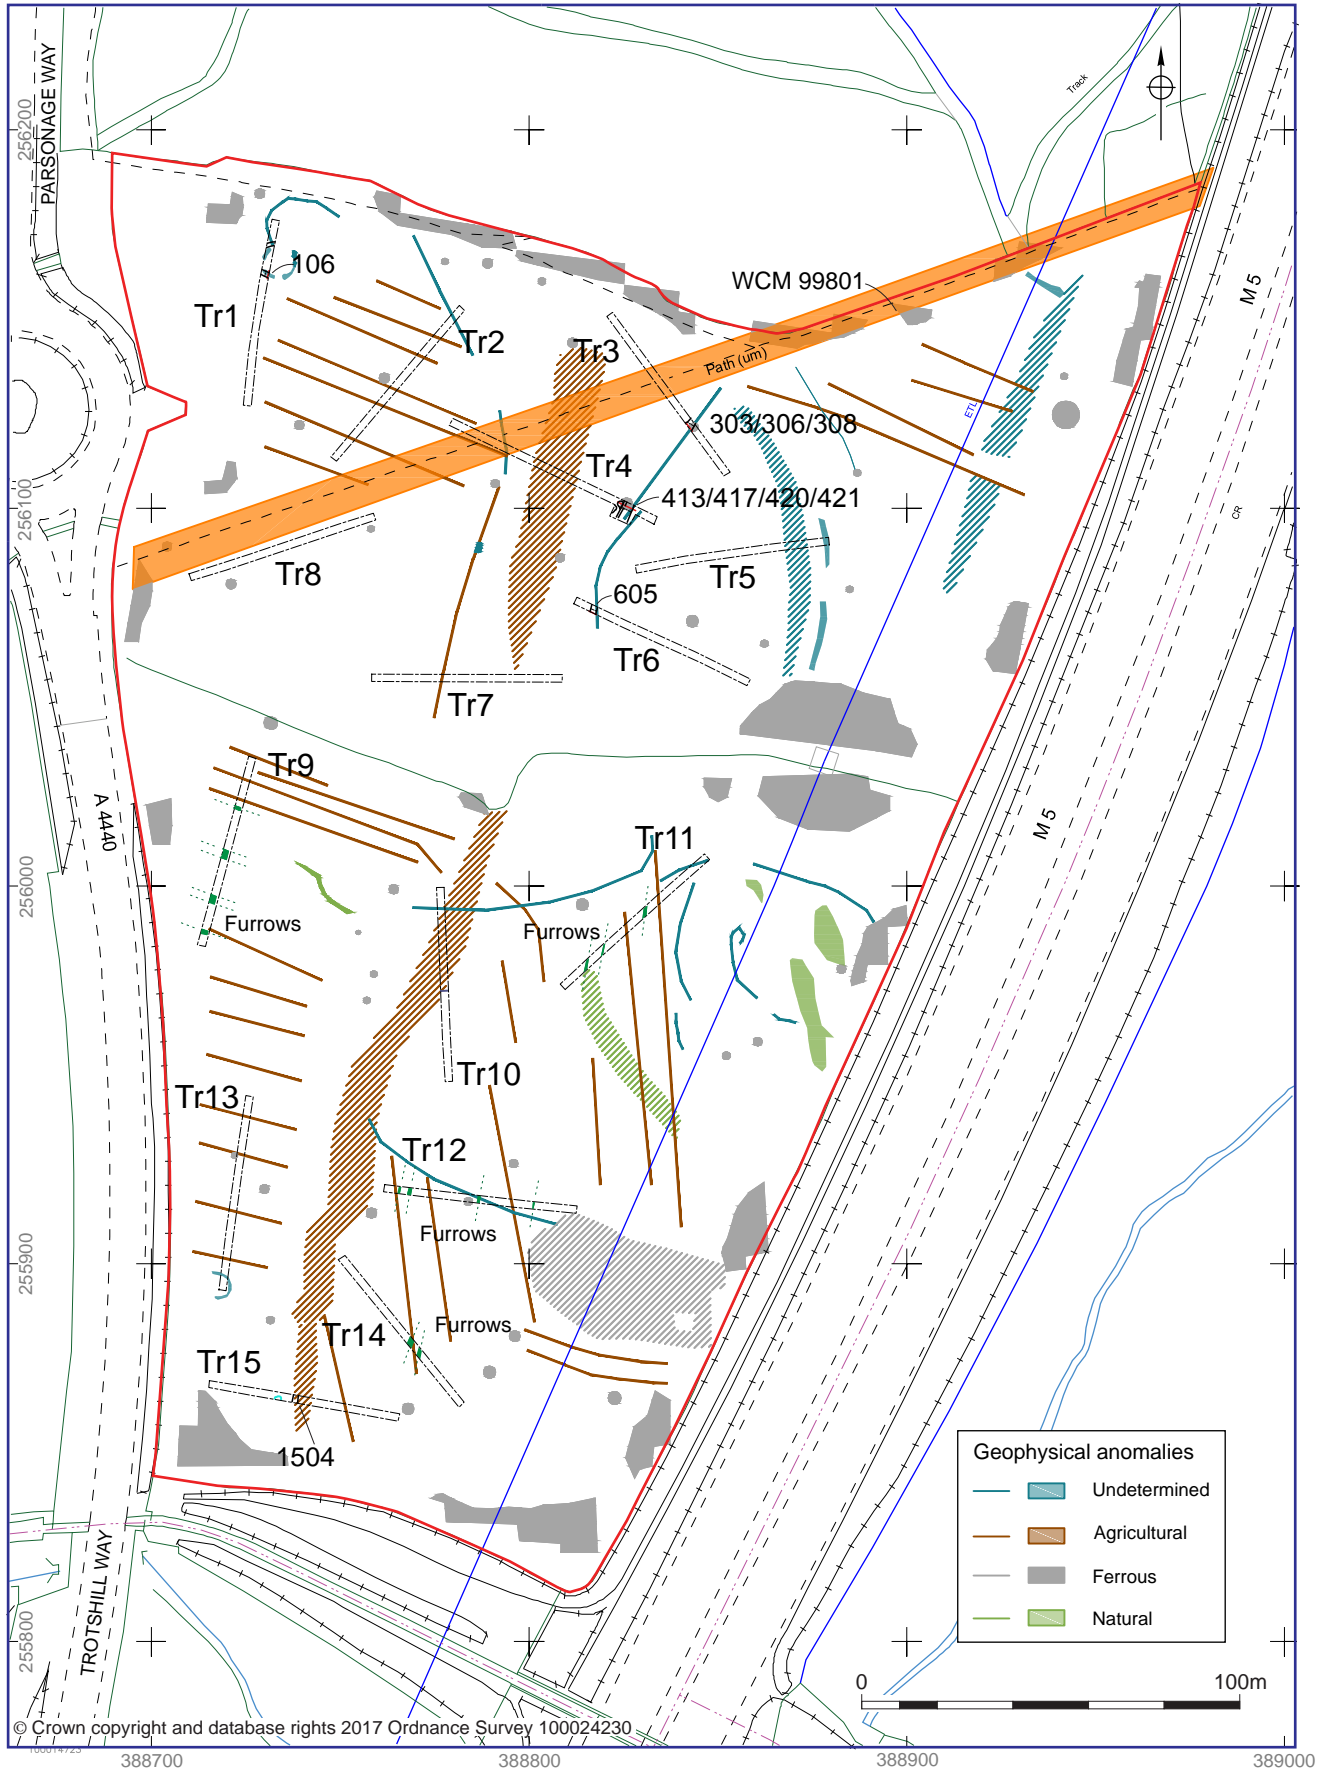 PARSONAGE WAY
256200
Track
106
Tr1
Tr2
Tr3
WCM 99801
M 5
Path (um)
ETL
303/306/308
Tr4
413/417/420/421
256100
CR
Tr8
Tr5
605
Tr6
Tr7
Tr9
A 4440
M 5
Tr11
256000
Furrows
Furrows
Tr10
Tr13
Tr12
Furrows
255900
Tr14
Furrows
Tr15
1504
Geophysical anomalies
Undetermined
Agricultural
Ferrous
Natural
TROTSHILL WAY
255800
0
100m
© Crown copyright and database rights 2017 Ordnance Survey 100024230
100014723
388700
388800
388900
389000